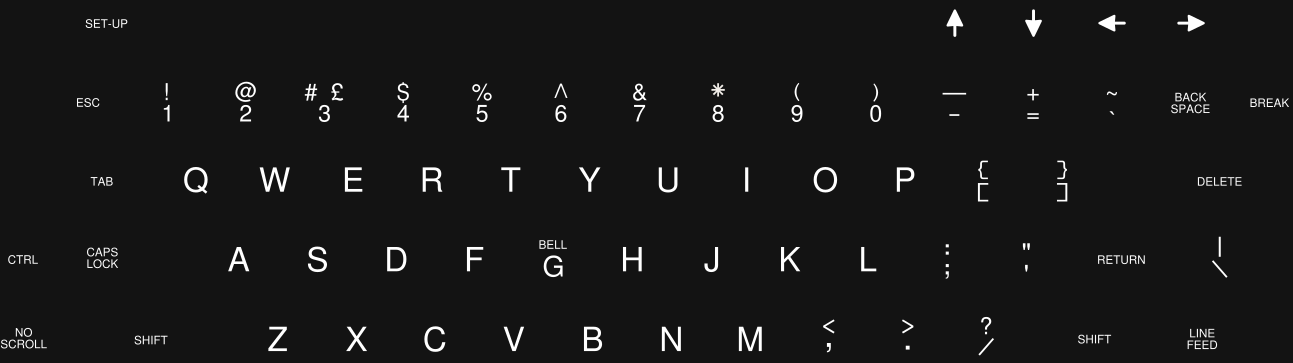 SET-UP ↑ ↓ ← →
! @ # £ $ % ^ & * ( ) — + ~ BACK
ESC 1 2 3 4 5 6 7 8 9 0 - = ` SPACE BREAK
{ }
TAB Q W E R T Y U I O P [ ] DELETE
CAPS BELL : " |
CTRL LOCK A S D F G H J K L ; ' RETURN \
NO < > ? LINE
SCROLL SHIFT Z X C V B N M , . / SHIFT FEED